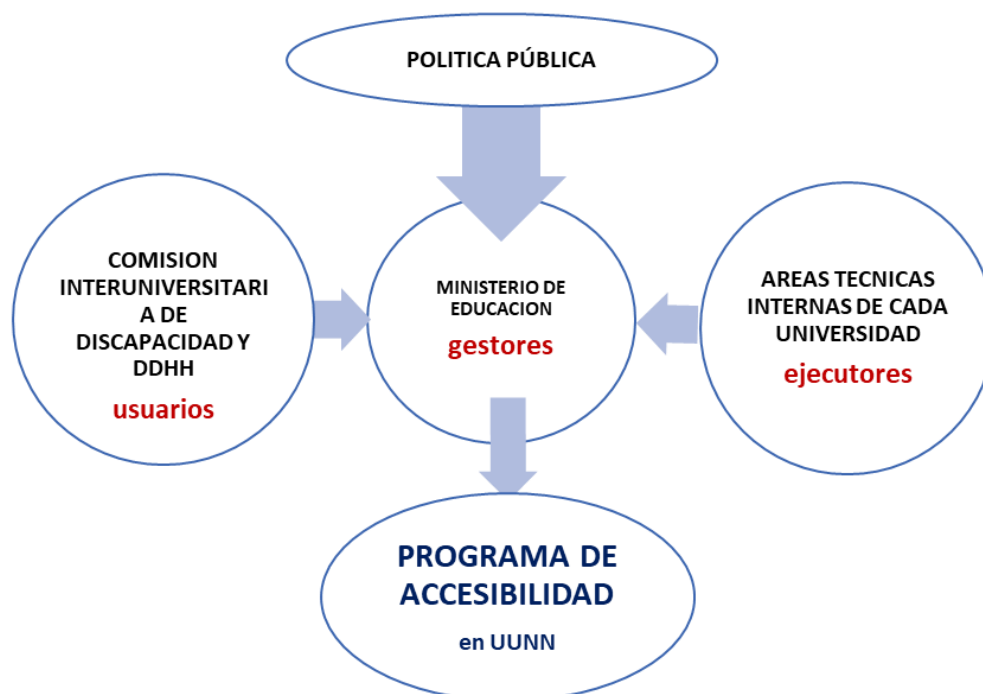 POLITICA PÚBLICA
COMISION
INTERUNIVERSITARI
A DE
DISCAPACIDAD Y
DDHH
usuarios
MINISTERIO DE
EDUCACION
gestores
AREAS TECNICAS
INTERNAS DE CADA
UNIVERSIDAD
ejecutores
PROGRAMA DE
ACCESIBILIDAD
en UUNN